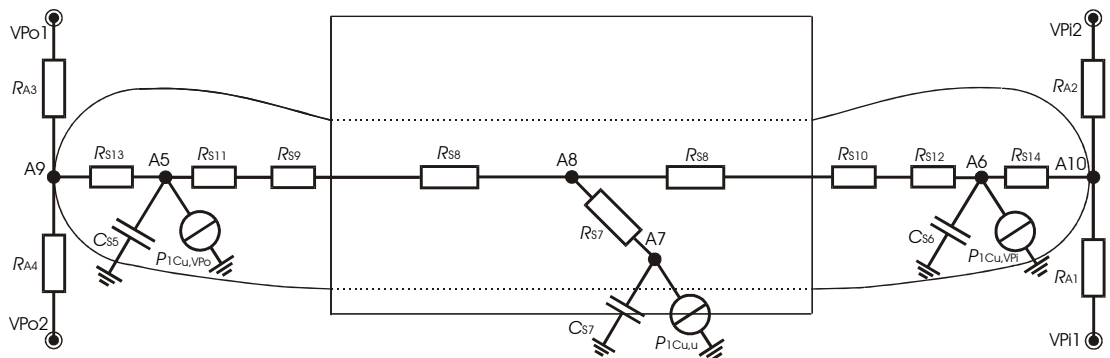 VPo1
VPi2
RA3
RA2
A9
RS13
A5
RS11
RS9
RS8
A8
RS8
RS10
RS12
A6
RS14
A10
RS7
A7
CS5
P1Cu,VPo
CS6
P1Cu,VPi
RA4
RA1
VPo2
CS7
P1Cu,u
VPi1